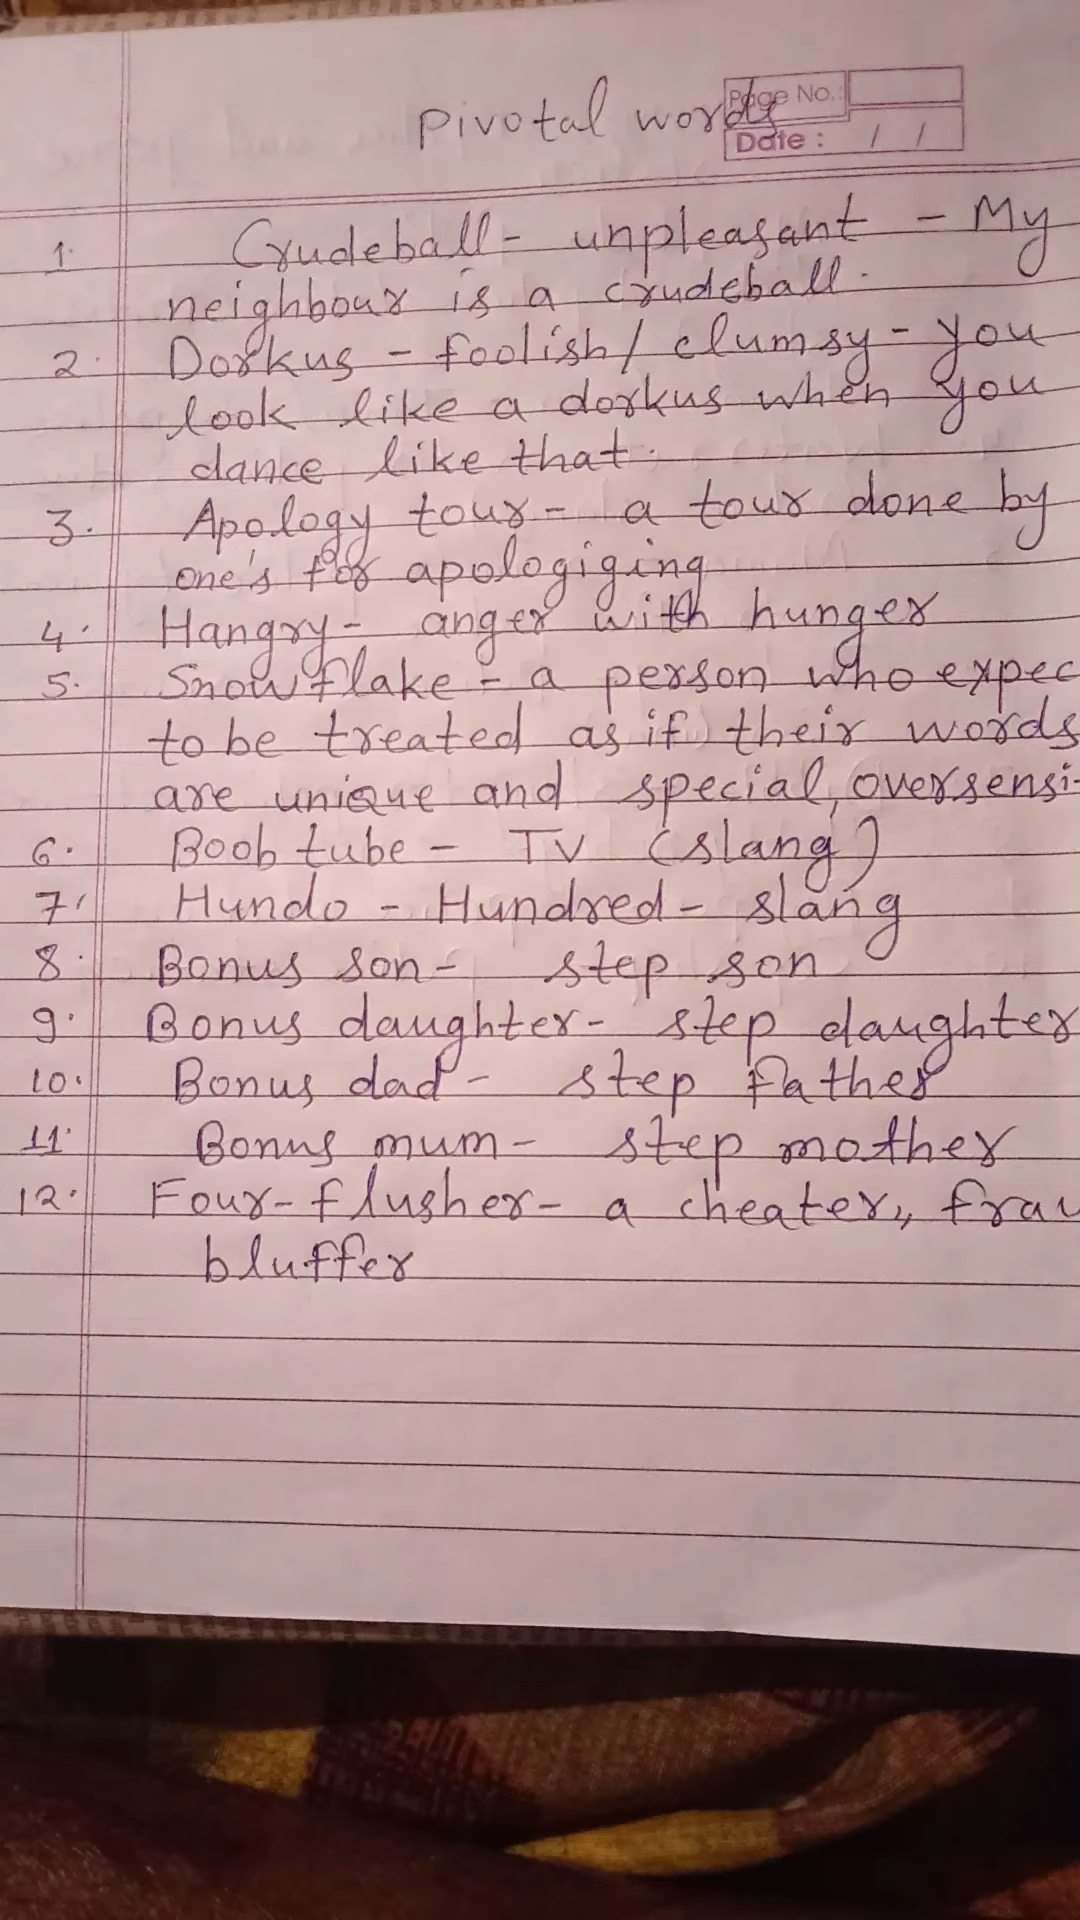 Pivotal words
Page No.:
Date : / /
1. Crudeball - unpleasant - My
neighbour is a crudeball.
2. Dorkus - foolish / clumsy - you
look like a dorkus when you
dance like that.
3. Apology tour - a tour done by
one's for apologiging
4. Hangry - anger with hunger
5. Snowflake - a person who expec
to be treated as if their words
are unique and special, oversensi-
6. Boob tube - TV (slang)
7. Hundo - Hundred - slang
8. Bonus son - step son
9. Bonus daughter - step daughter
10. Bonus dad - step father
11. Bonus mum - step mother
12. Four-flusher - a cheater,, frau
bluffer